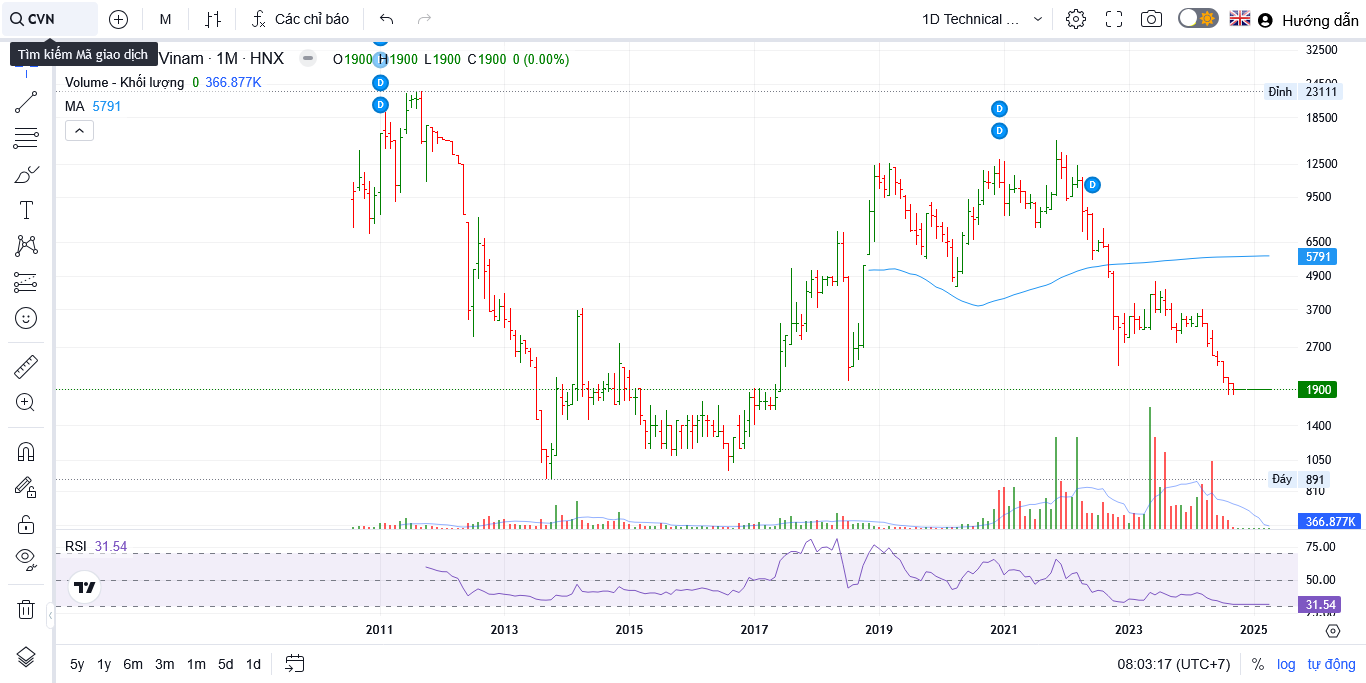 CVN
M
Các chỉ báo
1D Technical ...
Hướng dẫn
Tìm kiếm Mã giao dịch
Vinam · 1M · HNX
O1900 H1900 L1900 C1900 0 (0.00%)
Volume - Khối lượng 0 366.877K
MA 5791
D
D
D
D
D
32500
Đỉnh 23111
18500
12500
9500
6500
5791
4900
3700
2700
1900
1400
1050
Đáy 891
810
366.877K
RSI 31.54
75.00
50.00
31.54
2011 2013 2015 2017 2019 2021 2023 2025
5y 1y 6m 3m 1m 5d 1d
08:03:17 (UTC+7) % log tự động